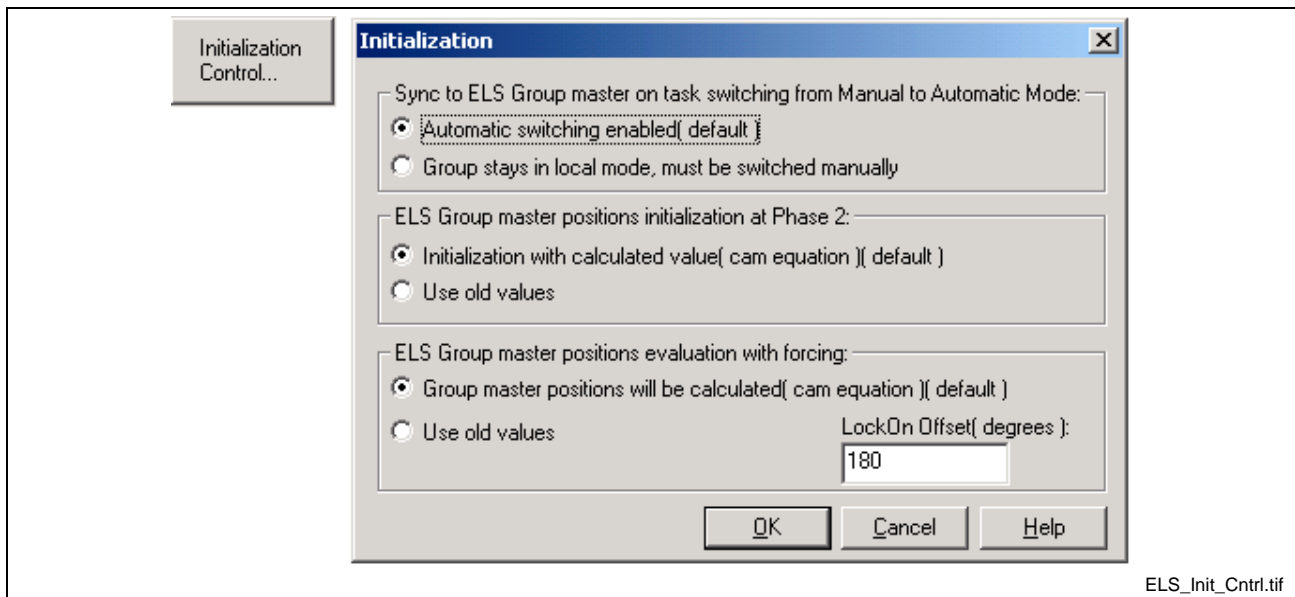 Initialization
Control...
Initialization
Sync to ELS Group master on task switching from Manual to Automatic Mode:
Automatic switching enabled( default )
Group stays in local mode, must be switched manually
ELS Group master positions initialization at Phase 2:
Initialization with calculated value( cam equation )( default )
Use old values
ELS Group master positions evaluation with forcing:
Group master positions will be calculated( cam equation )( default )
Use old values
LockOn Offset( degrees ):
180
OK
Cancel
Help
ELS_Init_Cntrl.tif